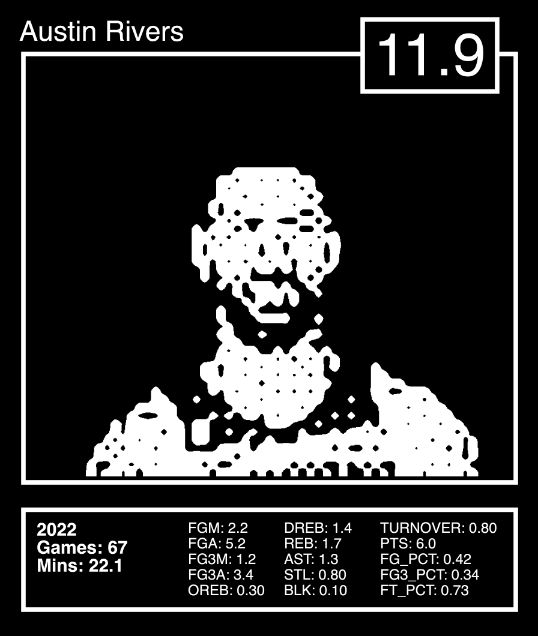 Austin Rivers
11.9
2022
Games: 67
Mins: 22.1
FGM: 2.2
FGA: 5.2
FG3M: 1.2
FG3A: 3.4
OREB: 0.30
DREB: 1.4
REB: 1.7
AST: 1.3
STL: 0.80
BLK: 0.10
TURNOVER: 0.80
PTS: 6.0
FG_PCT: 0.42
FG3_PCT: 0.34
FT_PCT: 0.73